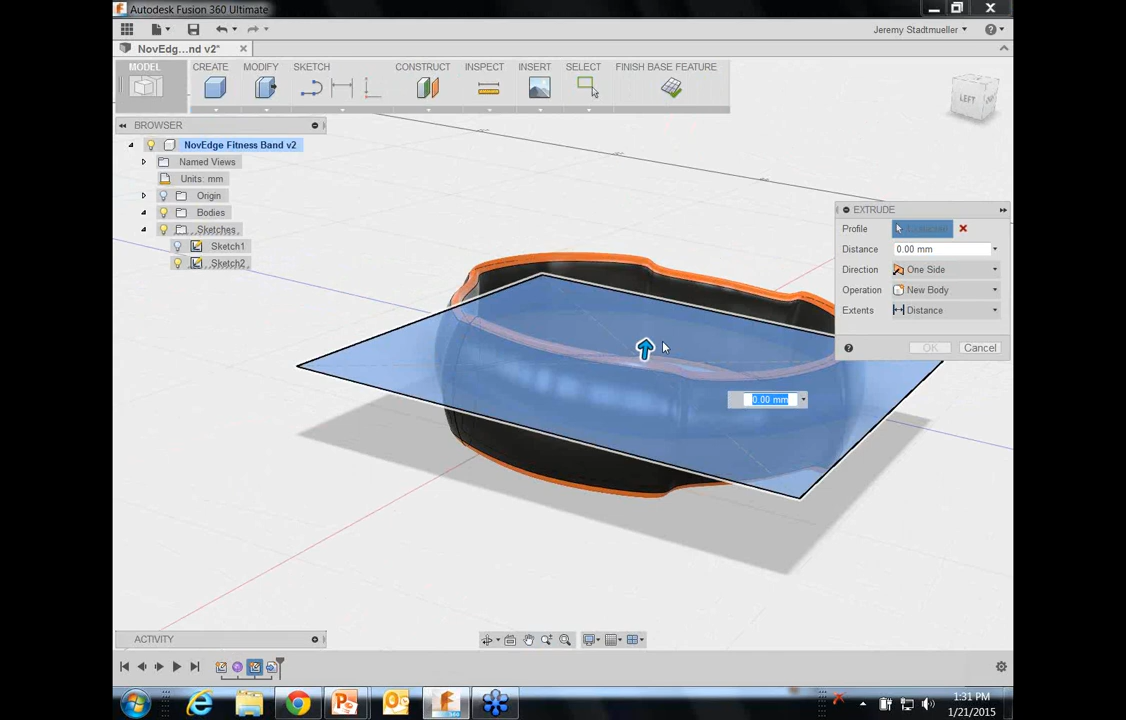 Autodesk Fusion 360 Ultimate
Jeremy Stadtmueller
NovEdg...nd v2*
MODEL CREATE MODIFY SKETCH CONSTRUCT INSPECT INSERT SELECT FINISH BASE FEATURE
BROWSER
NovEdge Fitness Band v2
Named Views
Units: mm
Origin
Bodies
Sketches
Sketch1
Sketch2
LEFT
EXTRUDE
Profile
Distance 0.00 mm
Direction One Side
Operation New Body
Extents Distance
OK Cancel
0.00 mm
ACTIVITY
1:31 PM
1/21/2015